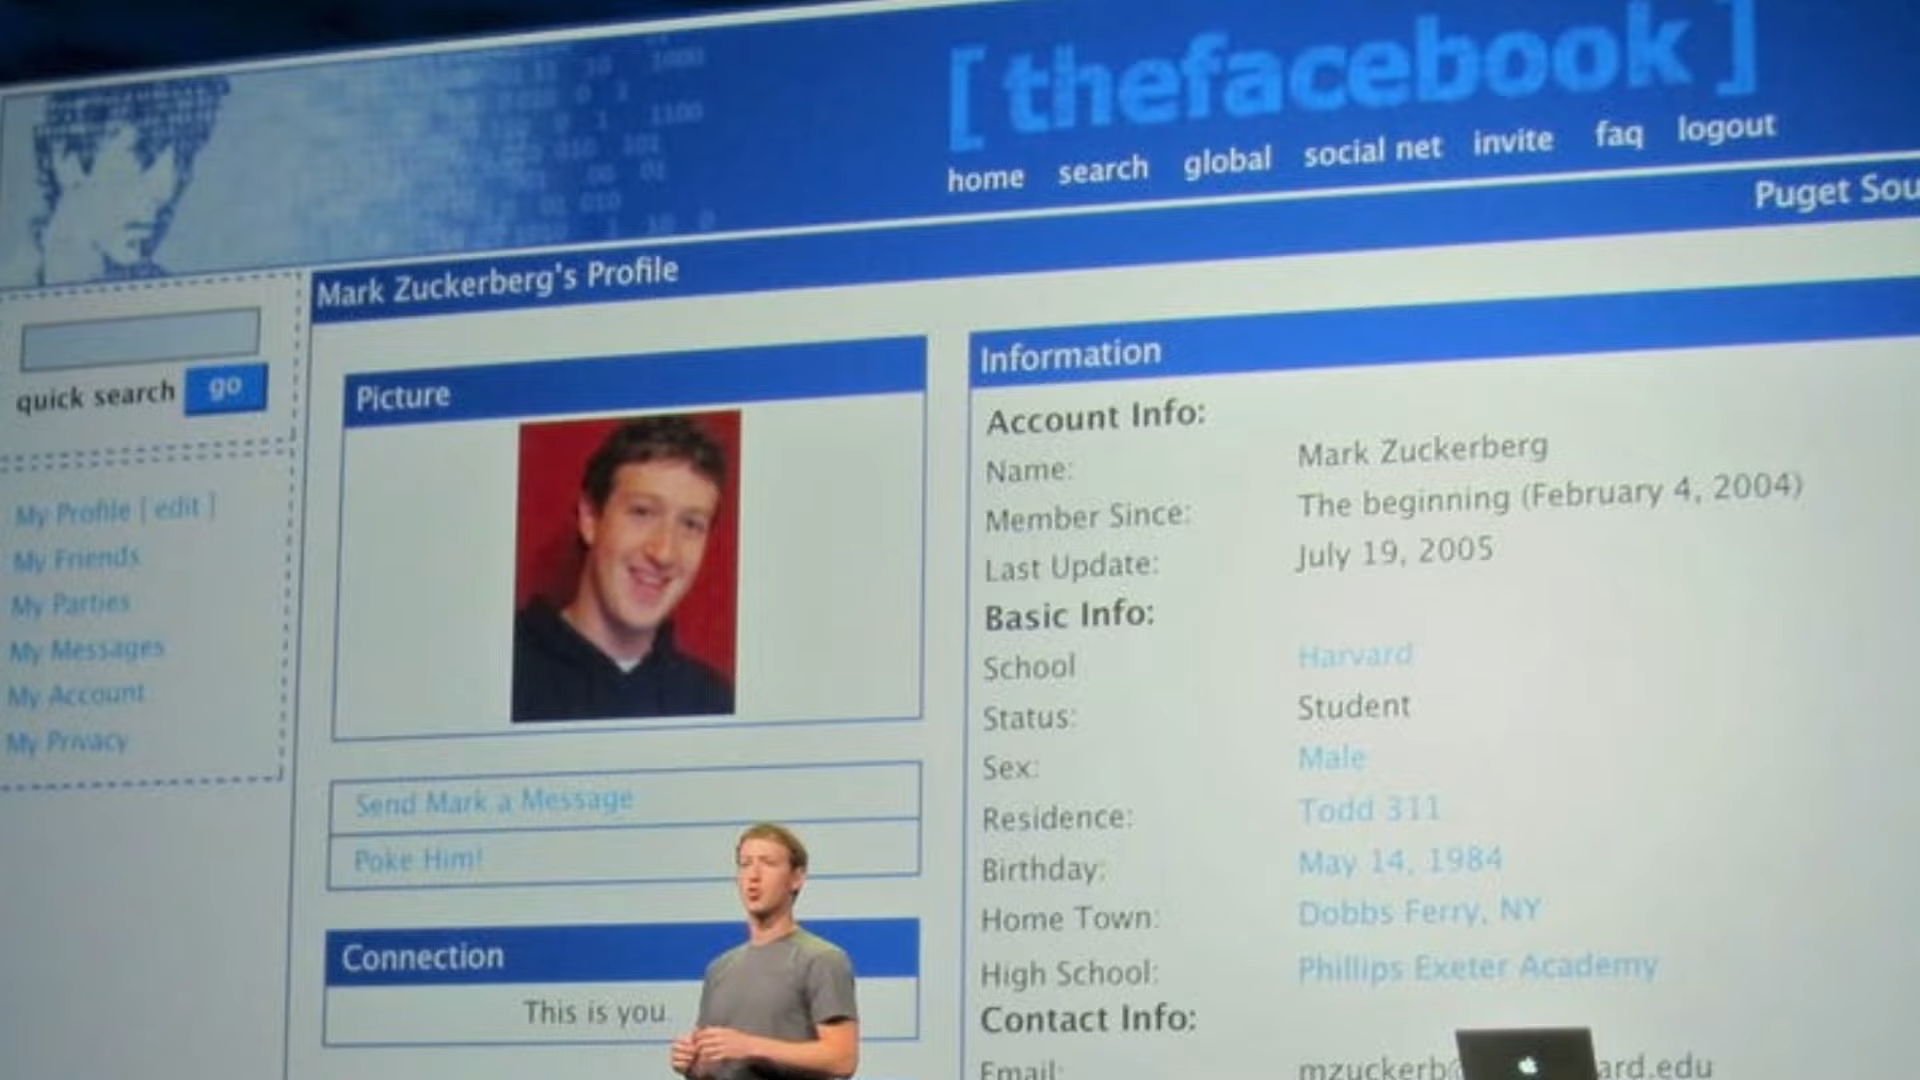 [ thefacebook ]
home search global social net invite faq logout
Puget Sou
Mark Zuckerberg's Profile
quick search go
My Profile [ edit ]
My Friends
My Parties
My Messages
My Account
My Privacy
Picture
Send Mark a Message
Poke Him!
Connection
This is you
Information
Account Info:
Name: Mark Zuckerberg
Member Since: The beginning (February 4, 2004)
Last Update: July 19, 2005
Basic Info:
School Harvard
Status: Student
Sex: Male
Residence: Todd 311
Birthday: May 14, 1984
Home Town: Dobbs Ferry, NY
High School: Phillips Exeter Academy
Contact Info:
Email: mzuckerb@ ard.edu